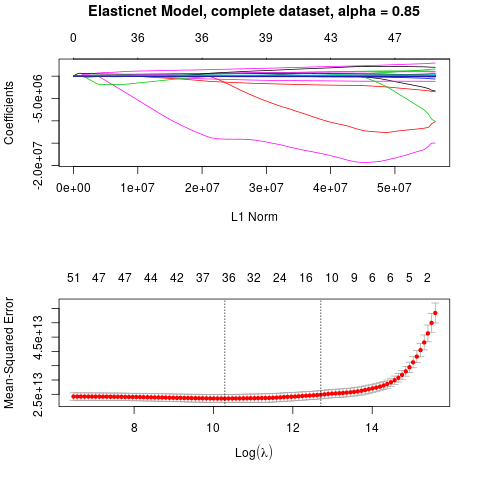 Elasticnet Model, complete dataset, alpha = 0.85
0 36 36 39 43 47
Coefficients
-5.0e+06
-2.0e+07
0e+00 1e+07 2e+07 3e+07 4e+07 5e+07
L1 Norm
51 47 47 44 42 37 36 32 24 16 10 9 6 6 5 2
Mean-Squared Error
4.5e+13
2.5e+13
8 10 12 14
Log(λ)